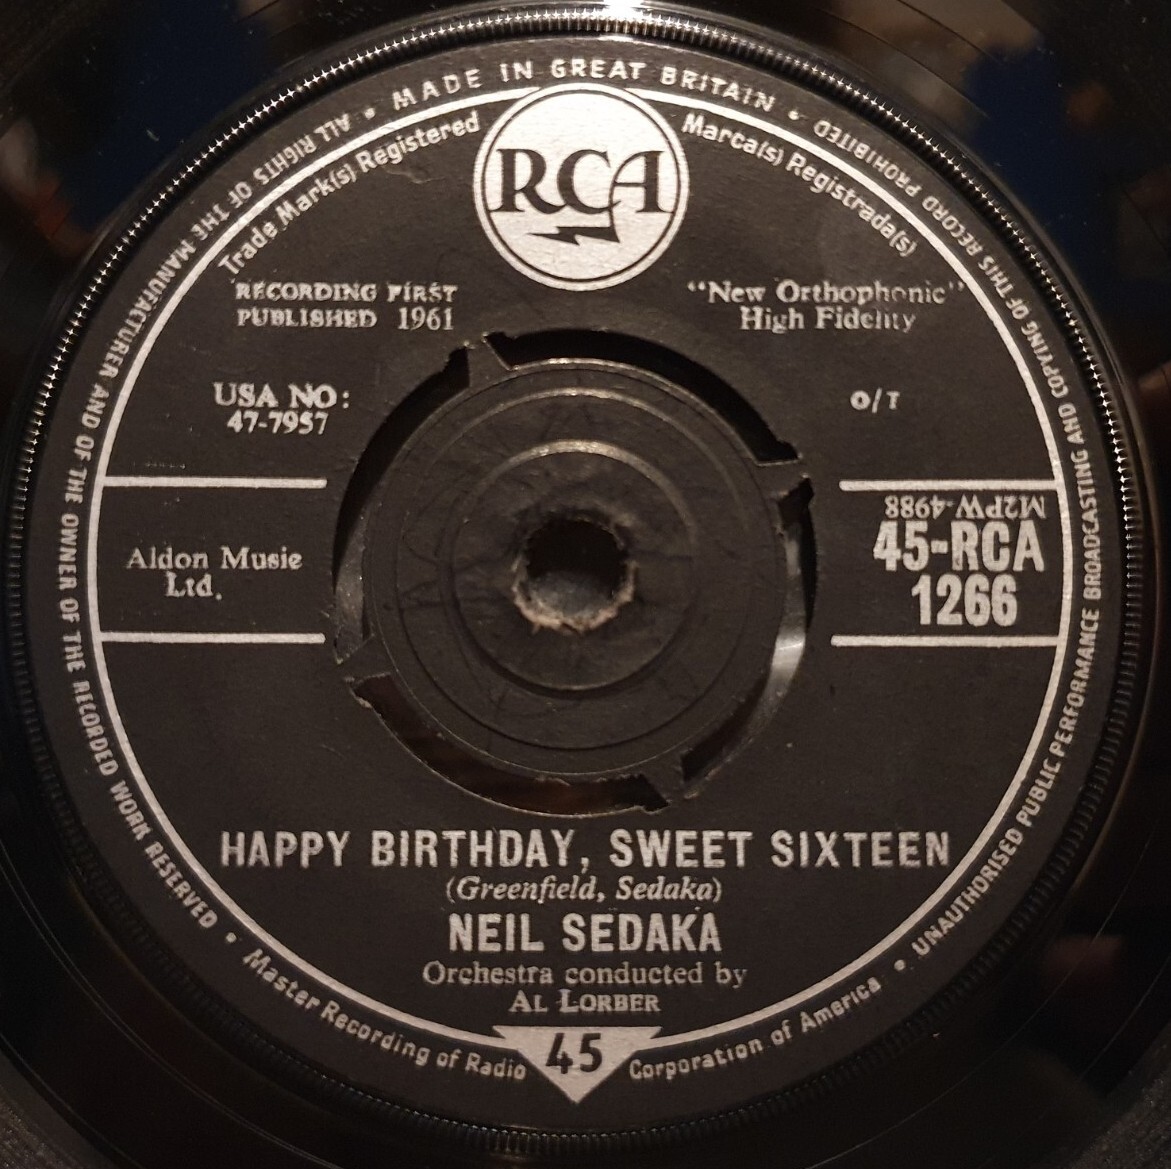 • MADE IN GREAT BRITAIN •
ALL RIGHTS OF THE MANUFACTURER AND OF THE OWNER OF THE RECORDED WORK RESERVED •
UNAUTHORISED PUBLIC PERFORMANCE BROADCASTING AND COPYING OF THIS RECORD PROHIBITED
Trade Mark(s) Registered
RCA
Marca(s) Registrada(s)
RECORDING FIRST
PUBLISHED 1961
"New Orthophonic"
High Fidelity
USA NO:
47-7957
O/T
M2PW-4988
45-RCA
1266
Aldon Music
Ltd.
HAPPY BIRTHDAY, SWEET SIXTEEN
(Greenfield, Sedaka)
NEIL SEDAKA
Orchestra conducted by
AL LORBER
Master Recording of Radio Corporation of America •
45